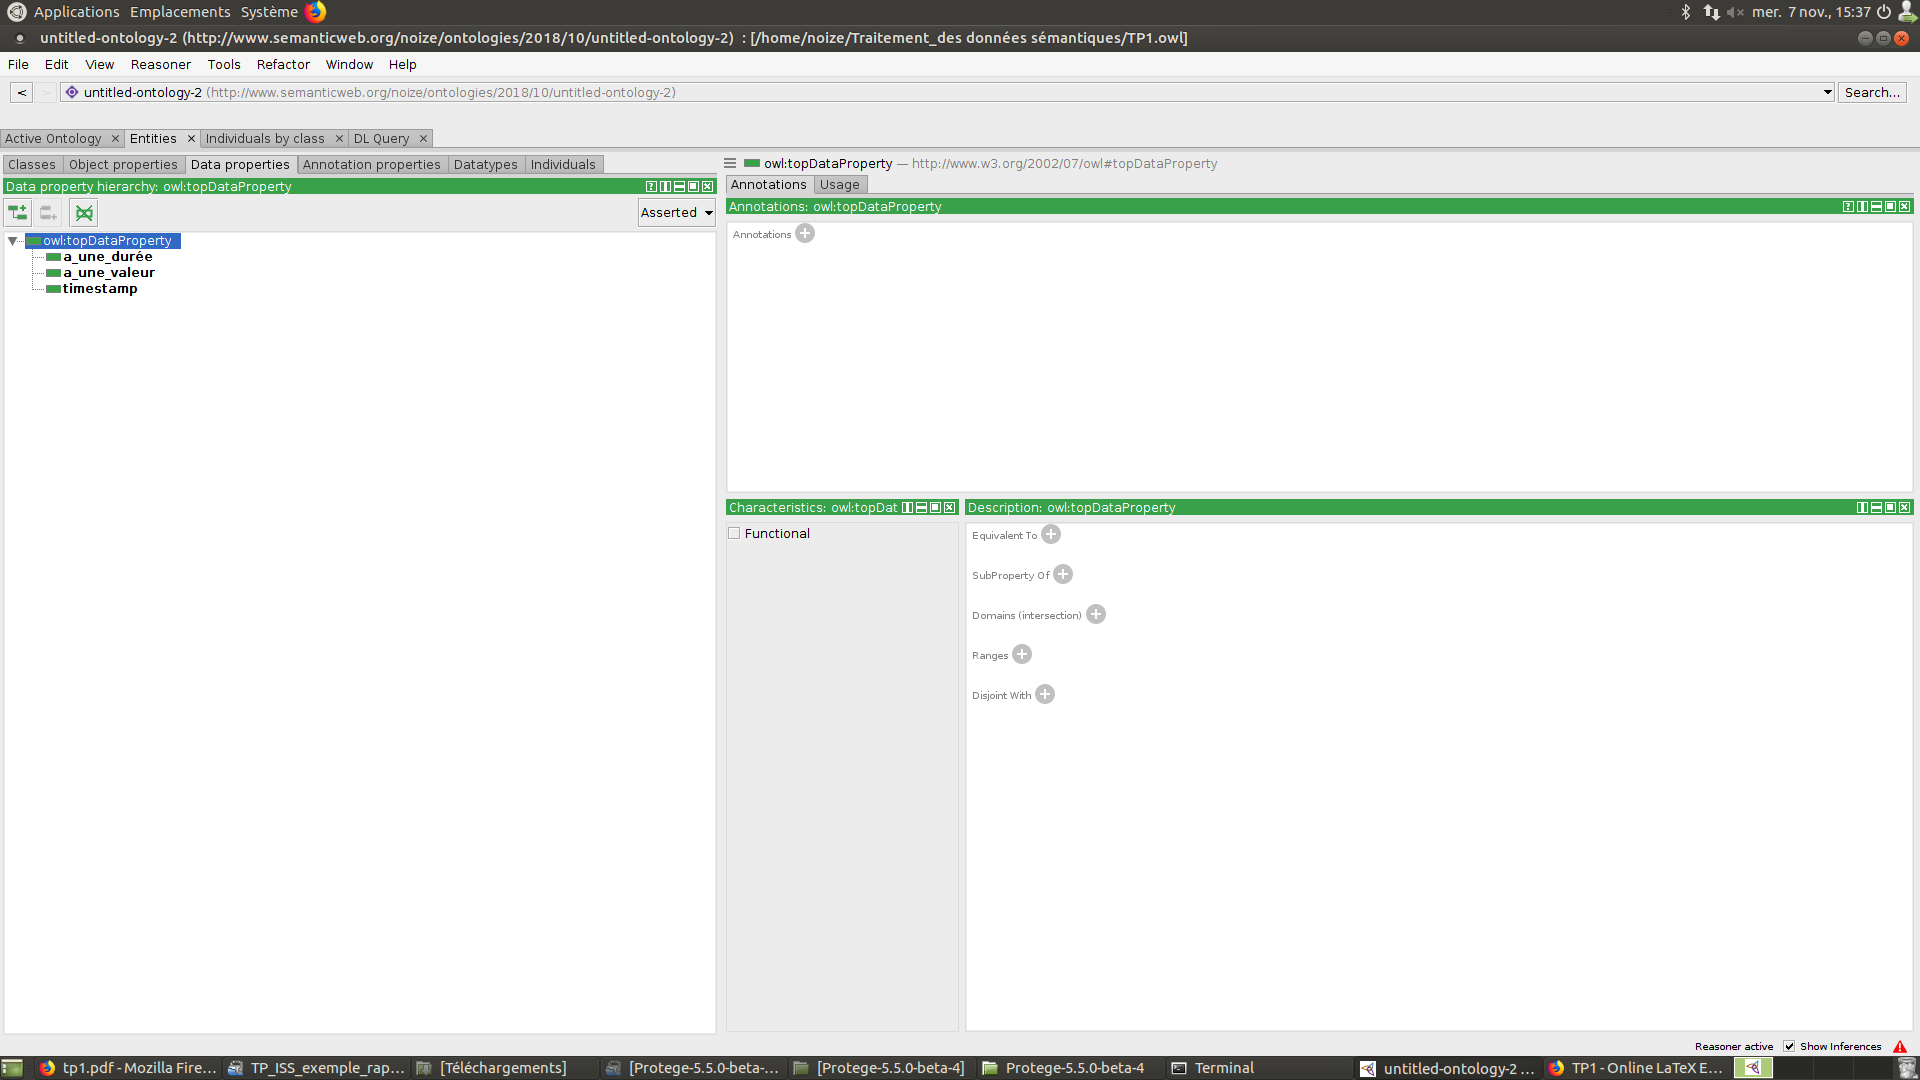 Applications Emplacements Système mer. 7 nov., 15:37
untitled-ontology-2 (http://www.semanticweb.org/noize/ontologies/2018/10/untitled-ontology-2) : [/home/noize/Traitement_des données sémantiques/TP1.owl]
File Edit View Reasoner Tools Refactor Window Help
< > untitled-ontology-2 (http://www.semanticweb.org/noize/ontologies/2018/10/untitled-ontology-2) Search...
Active Ontology Entities Individuals by class DL Query
Classes Object properties Data properties Annotation properties Datatypes Individuals
Data property hierarchy: owl:topDataProperty
Asserted
owl:topDataProperty
a_une_durée
a_une_valeur
timestamp
owl:topDataProperty — http://www.w3.org/2002/07/owl#topDataProperty
Annotations Usage
Annotations: owl:topDataProperty
Annotations
Characteristics: owl:topDat
Functional
Description: owl:topDataProperty
Equivalent To
SubProperty Of
Domains (intersection)
Ranges
Disjoint With
Reasoner active Show Inferences
tp1.pdf - Mozilla Fire... TP_ISS_exemple_rap... [Téléchargements] [Protege-5.5.0-beta-... [Protege-5.5.0-beta-4] Protege-5.5.0-beta-4 Terminal untitled-ontology-2 ... TP1 - Online LaTeX E...